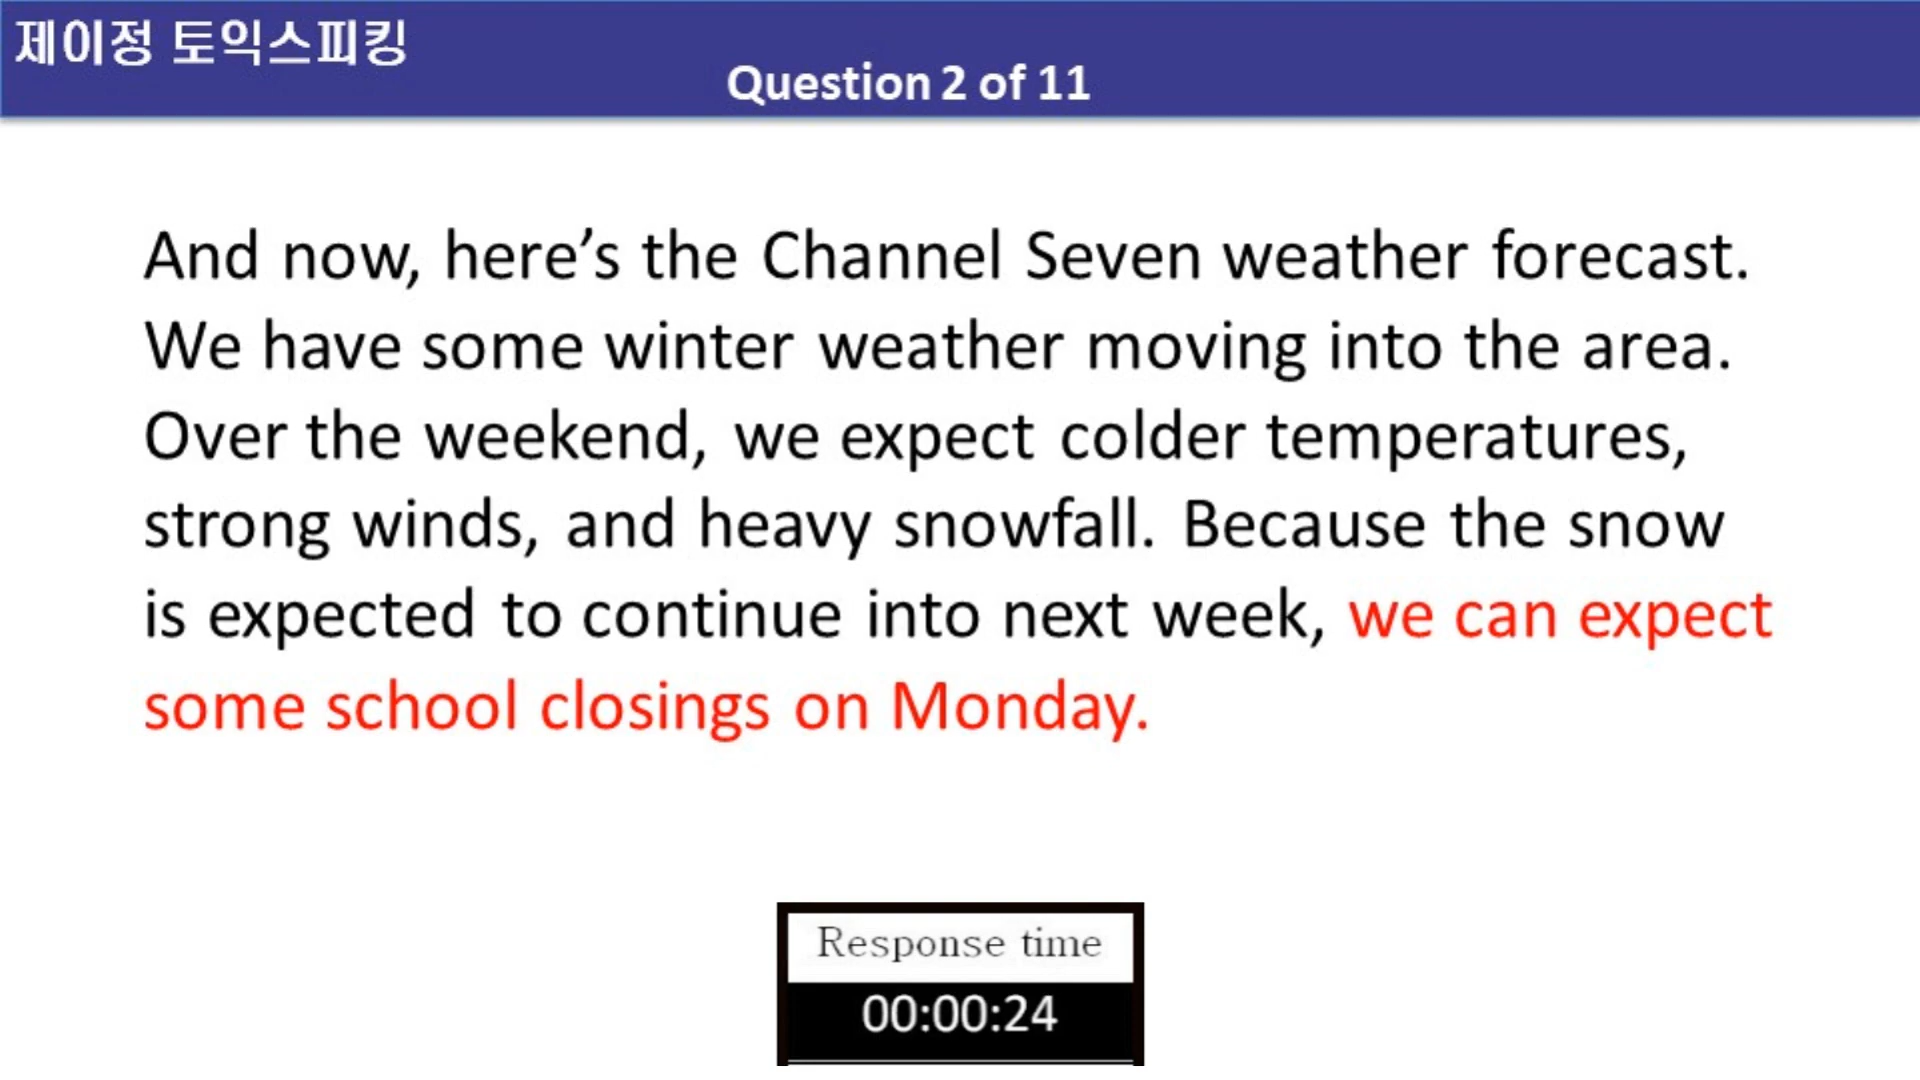 제이정 토익스피킹
Question 2 of 11
And now, here’s the Channel Seven weather forecast.
We have some winter weather moving into the area.
Over the weekend, we expect colder temperatures,
strong winds, and heavy snowfall. Because the snow
is expected to continue into next week, we can expect
some school closings on Monday.
Response time
00:00:24